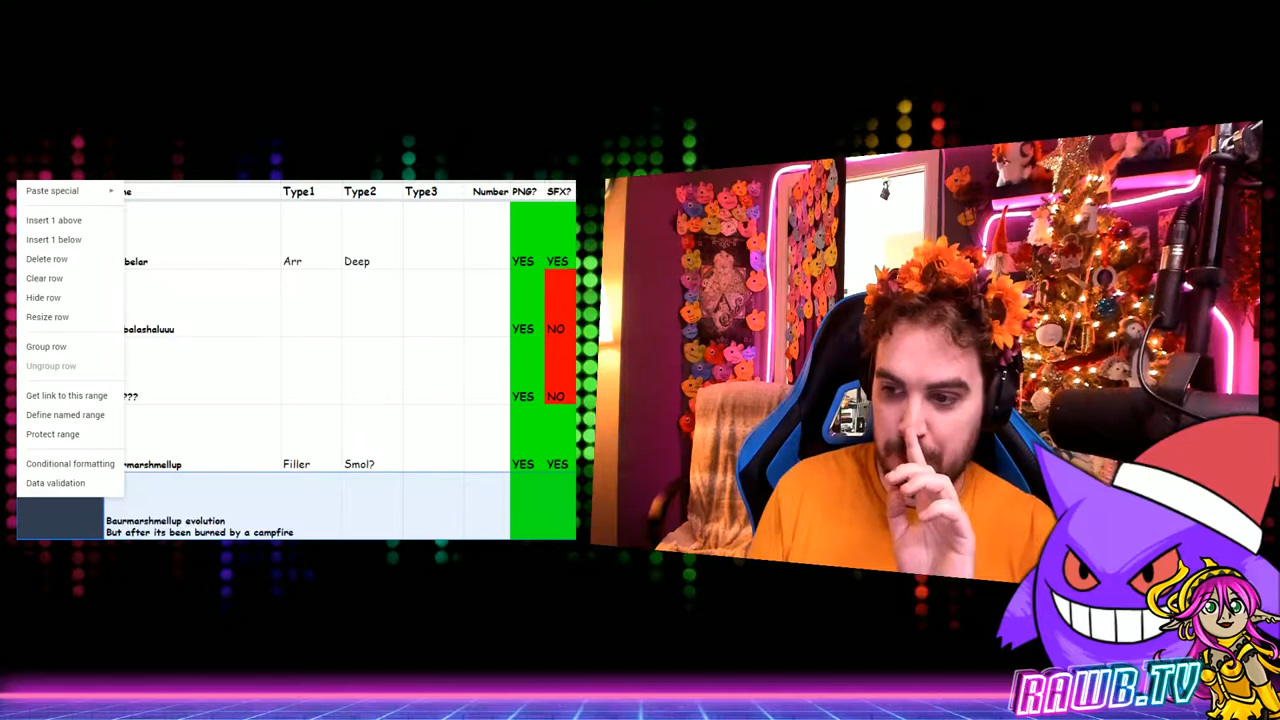 Paste special
Insert 1 above
Insert 1 below
Delete row
Clear row
Hide row
Resize row
Group row
Ungroup row
Get link to this range
Define named range
Protect range
Conditional formatting
Data validation
me Type1 Type2 Type3 Number PNG? SFX?
belar Arr Deep YES YES
balashaluuu YES NO
??? YES NO
rmarshmellup Filler Smol? YES YES
Baurmarshmellup evolution
But after its been burned by a campfire
RAWB.TV